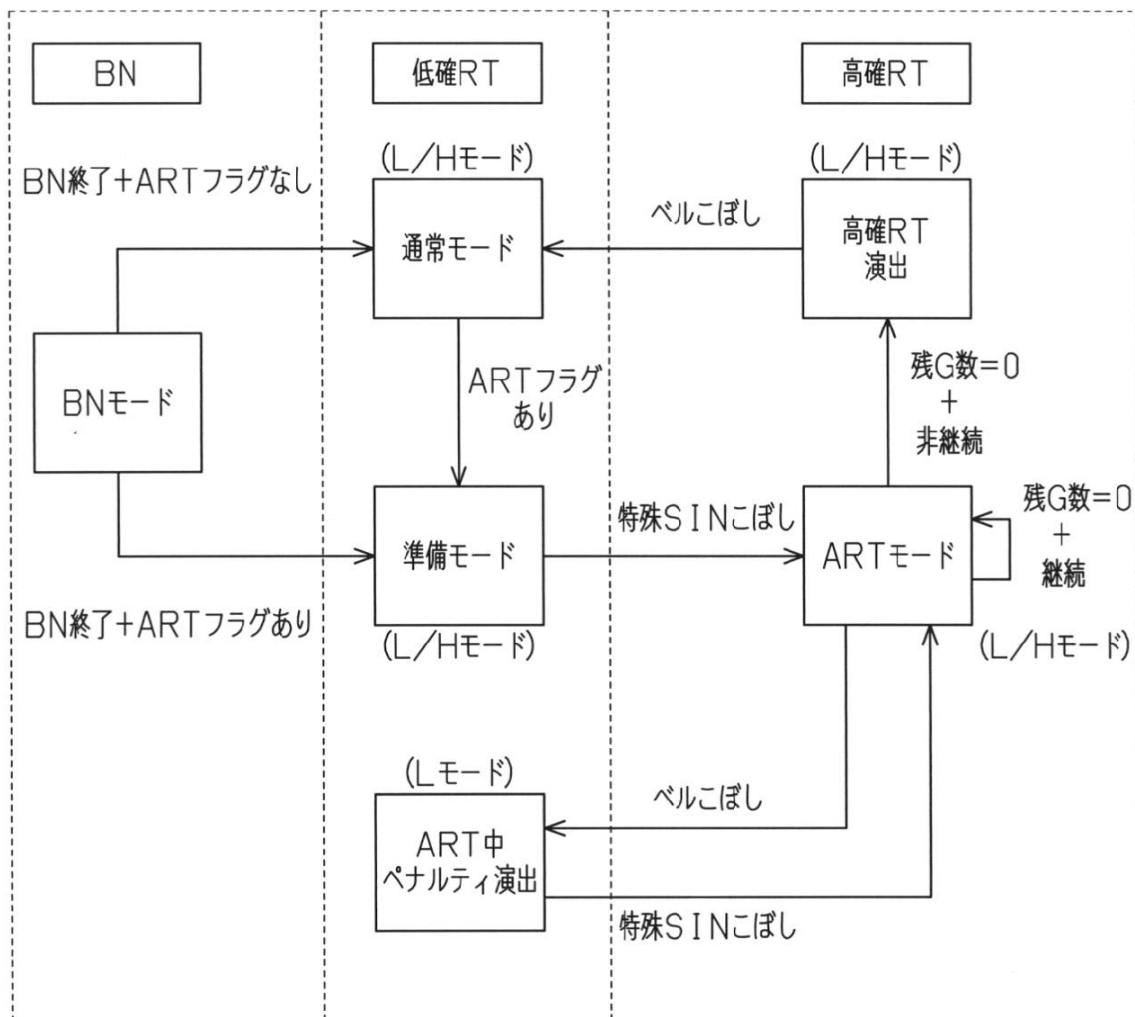 BN
低確RT
高確RT
BN終了+ARTフラグなし
(L/Hモード)
(L/Hモード)
通常モード
ベルこぼし
高確RT
演出
BNモード
ARTフラグ
あり
残G数=0
+
非継続
準備モード
(L/Hモード)
特殊SINこぼし
ARTモード
残G数=0
+
継続
(L/Hモード)
BN終了+ARTフラグあり
(Lモード)
ART中
ペナルティ演出
ベルこぼし
特殊SINこぼし